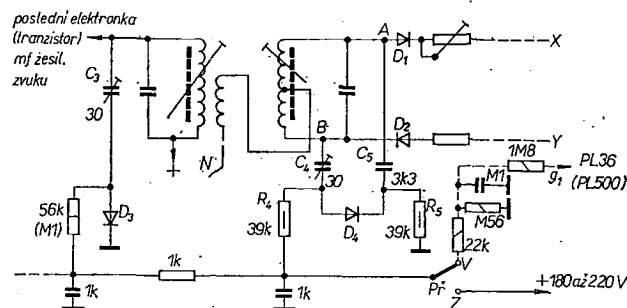 poslední elektronka
(tranzistor)
mf zesil.
zvuku
C3
30
N
A
D1
X
B
D2
Y
C4
30
C5
3k3
1M8
PL36
(PL500)
g1
M1
M56
56k
(M1)
D3
R4
39k
D4
R5
39k
22k
V
1k
Př
+180 až 220 V
Z
1k
1k